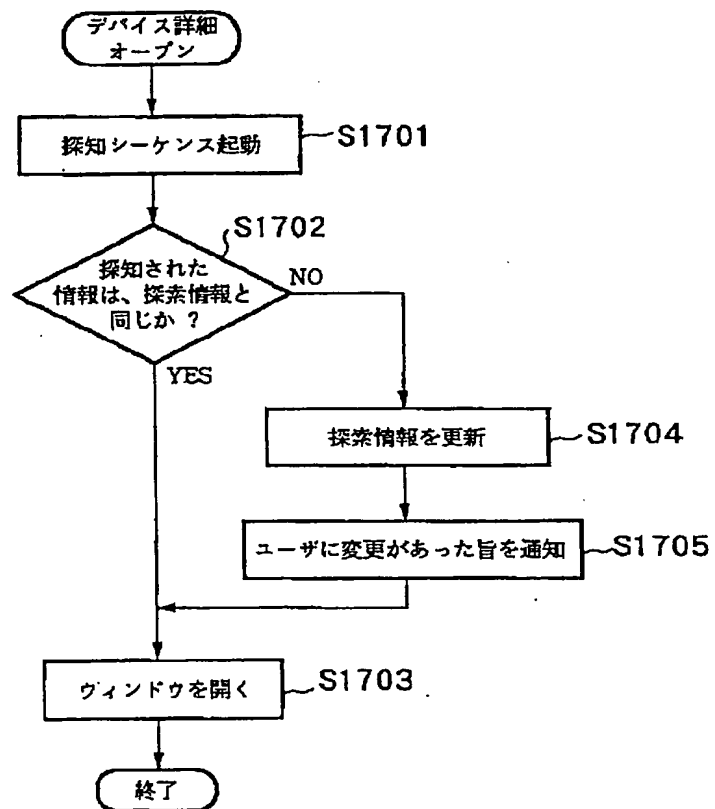 デバイス詳細
オープン
探知シーケンス起動
S1701
S1702
探知された
情報は、探索情報と
同じか ?
NO
YES
探索情報を更新
S1704
ユーザに変更があった旨を通知
S1705
ウィンドウを開く
S1703
終了